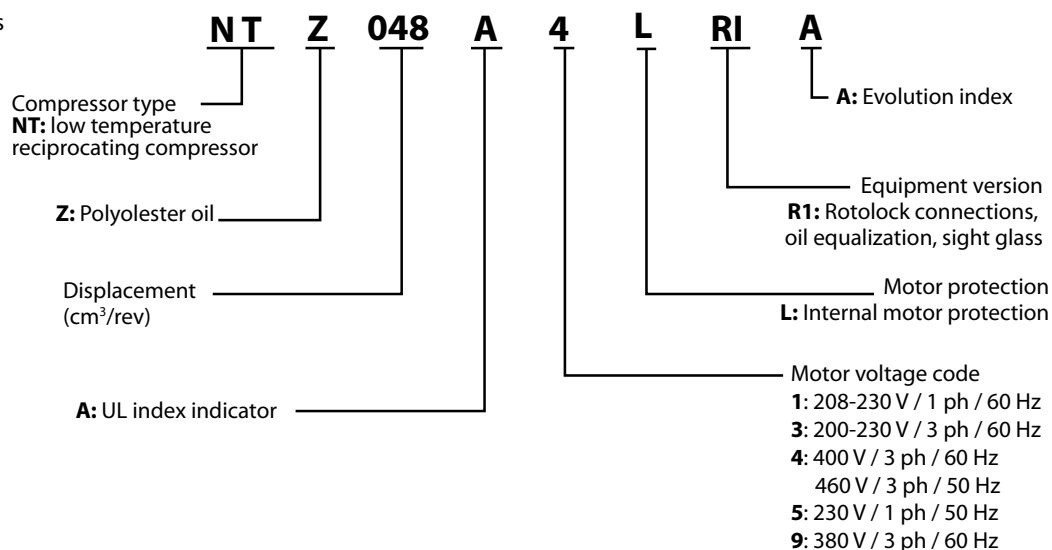 s
NT Z 048 A 4 L RI A
Compressor type
NT: low temperature
reciprocating compressor
Z: Polyolester oil
Displacement
(cm³/rev)
A: UL index indicator
A: Evolution index
Equipment version
R1: Rotolock connections,
oil equalization, sight glass
Motor protection
L: Internal motor protection
Motor voltage code
1: 208-230 V / 1 ph / 60 Hz
3: 200-230 V / 3 ph / 60 Hz
4: 400 V / 3 ph / 60 Hz
460 V / 3 ph / 50 Hz
5: 230 V / 1 ph / 50 Hz
9: 380 V / 3 ph / 60 Hz